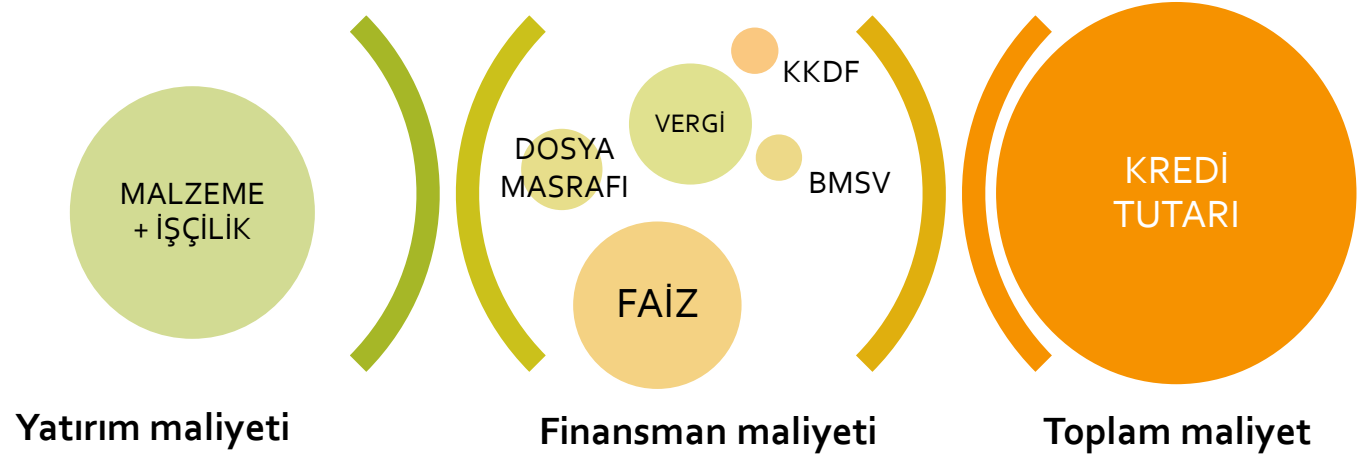 MALZEME
+ İŞÇİLİK
Yatırım maliyeti
DOSYA
MASRAFI
VERGİ
KKDF
BMSV
FAİZ
Finansman maliyeti
KREDİ
TUTARI
Toplam maliyet